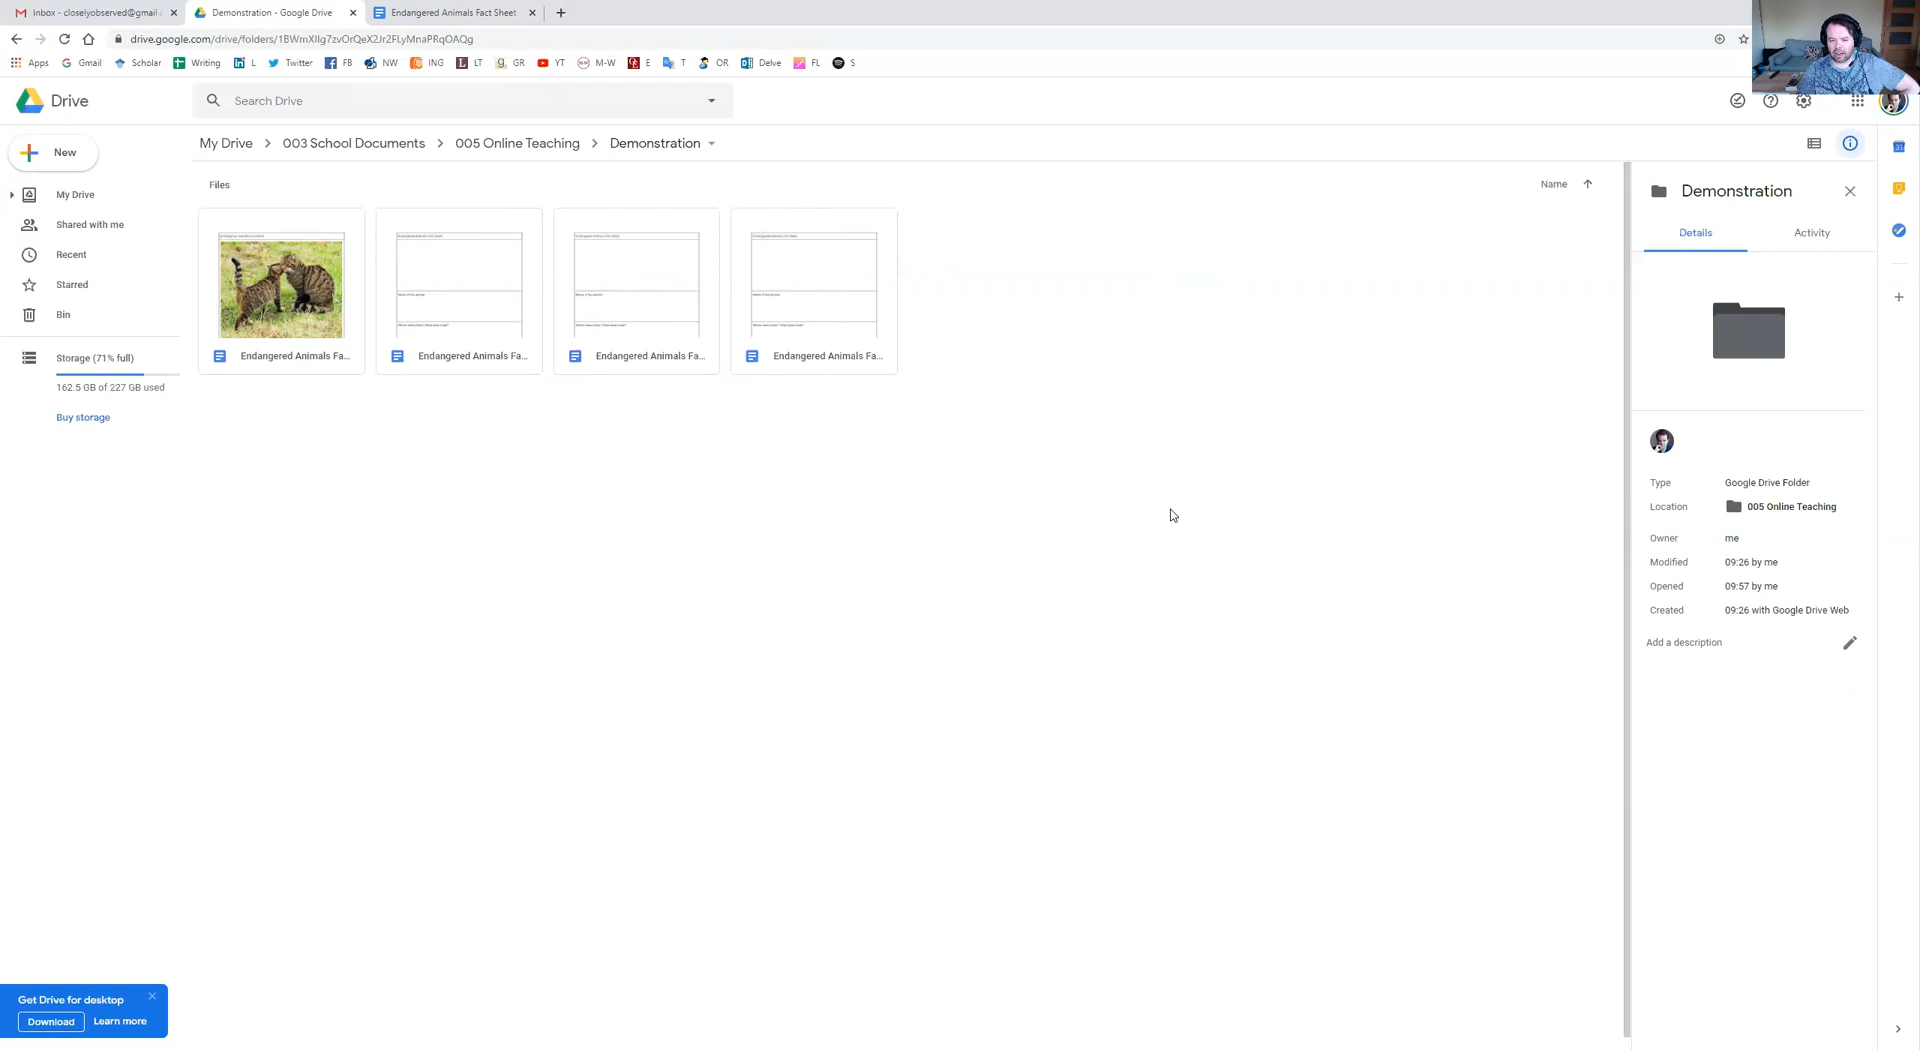 Inbox - closelyobserved@gmail.c
Demonstration - Google Drive
Endangered Animals Fact Sheet
drive.google.com/drive/folders/1BWmXIIg7zvOrQeX2Jr2FLyMnaPRqOAQg
Apps Gmail Scholar Writing L Twitter FB NW ING LT GR YT M-W E T OR Delve FL S
Drive
Search Drive
My Drive > 003 School Documents > 005 Online Teaching > Demonstration
New
My Drive
Shared with me
Recent
Starred
Bin
Storage (71% full)
162.5 GB of 227 GB used
Buy storage
Files
Name
Endangered Animals Fa...
Endangered Animals Fa...
Endangered Animals Fa...
Endangered Animals Fa...
Demonstration
Details Activity
Type Google Drive Folder
Location 005 Online Teaching
Owner me
Modified 09:26 by me
Opened 09:57 by me
Created 09:26 with Google Drive Web
Add a description
Get Drive for desktop
Download Learn more